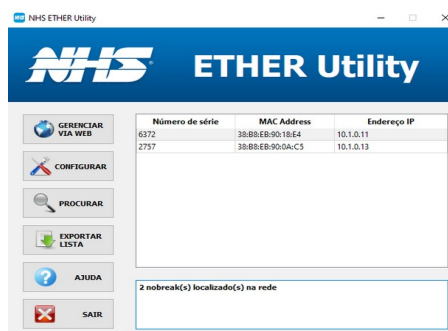 NHS ETHER Utility
NHS
ETHER Utility
GERENCIAR
VIA WEB
CONFIGURAR
PROCURAR
EXPORTAR
LISTA
AJUDA
SAIR
Número de série MAC Address Endereço IP
6372 38:B8:EB:90:18:E4 10.1.0.11
2757 38:B8:EB:90:0A:C5 10.1.0.13
2 nobreak(s) localizado(s) na rede